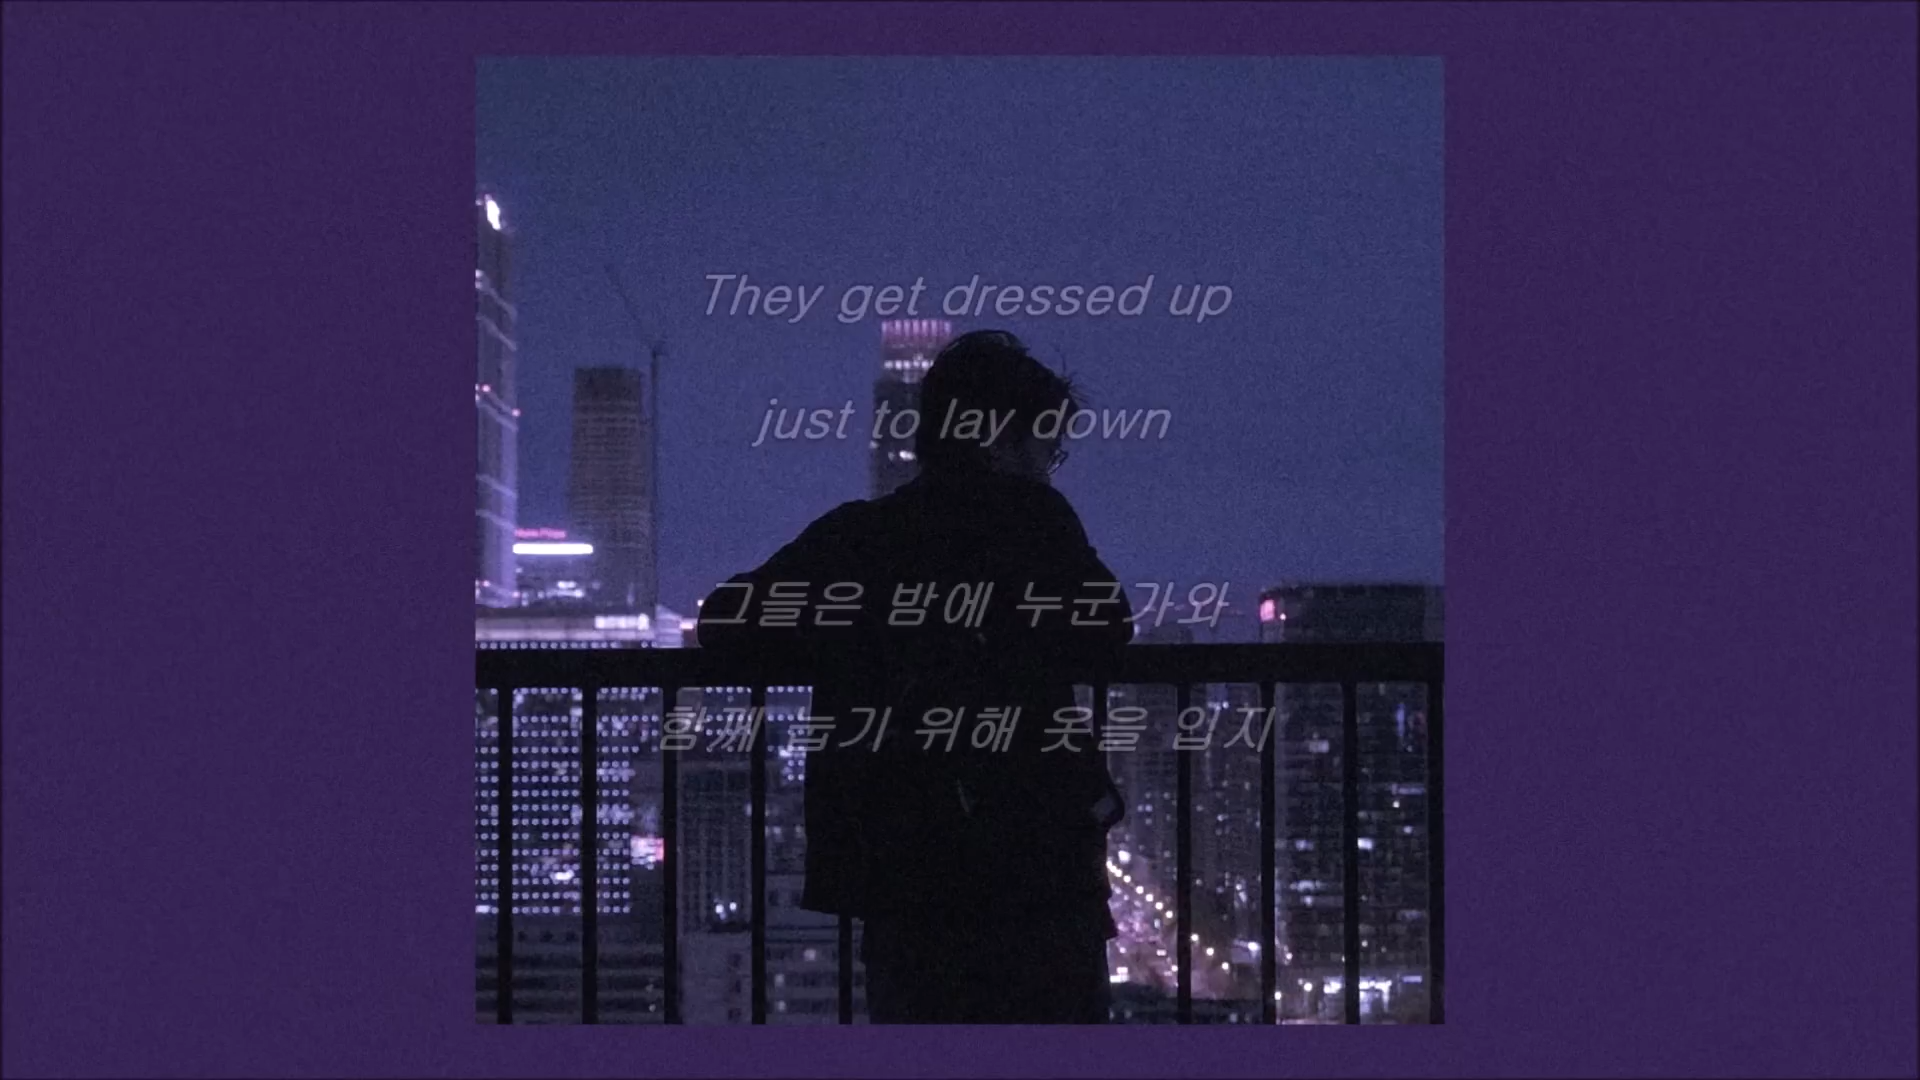 They get dressed up
just to lay down
그들은 밤에 누군가와
함께 눕기 위해 옷을 입지